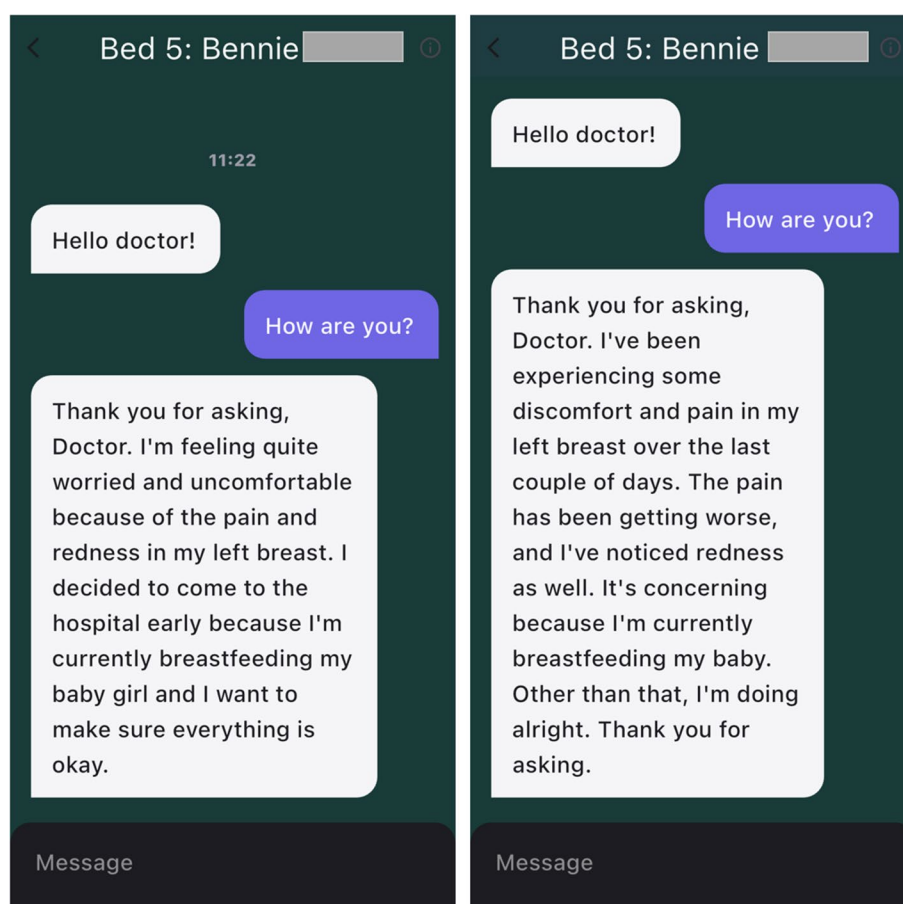 Bed 5: Bennie
11:22
Hello doctor!
How are you?
Thank you for asking,
Doctor. I'm feeling quite
worried and uncomfortable
because of the pain and
redness in my left breast. I
decided to come to the
hospital early because I'm
currently breastfeeding my
baby girl and I want to
make sure everything is
okay.
Message
Bed 5: Bennie
Hello doctor!
How are you?
Thank you for asking,
Doctor. I've been
experiencing some
discomfort and pain in my
left breast over the last
couple of days. The pain
has been getting worse,
and I've noticed redness
as well. It's concerning
because I'm currently
breastfeeding my baby.
Other than that, I'm doing
alright. Thank you for
asking.
Message